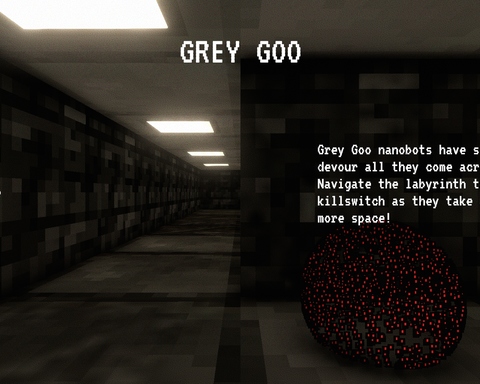 GREY GOO
Grey Goo nanobots have s
devour all they come acr
Navigate the labyrinth t
killswitch as they take
more space!